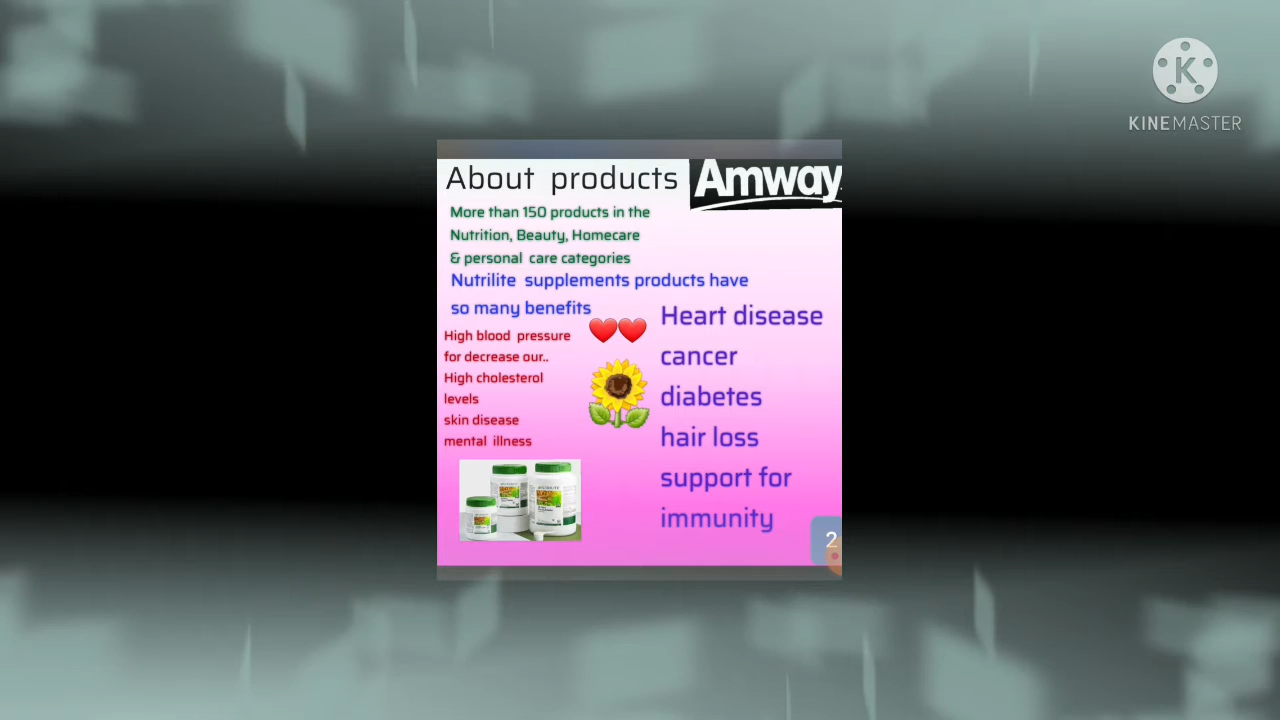 K
KINEMASTER
About products
Amway
More than 150 products in the
Nutrition, Beauty, Homecare
& personal care categories
Nutrilite supplements products have
so many benefits
High blood pressure
for decrease our..
High cholesterol
levels
skin disease
mental illness
Heart disease
cancer
diabetes
hair loss
support for
immunity
2